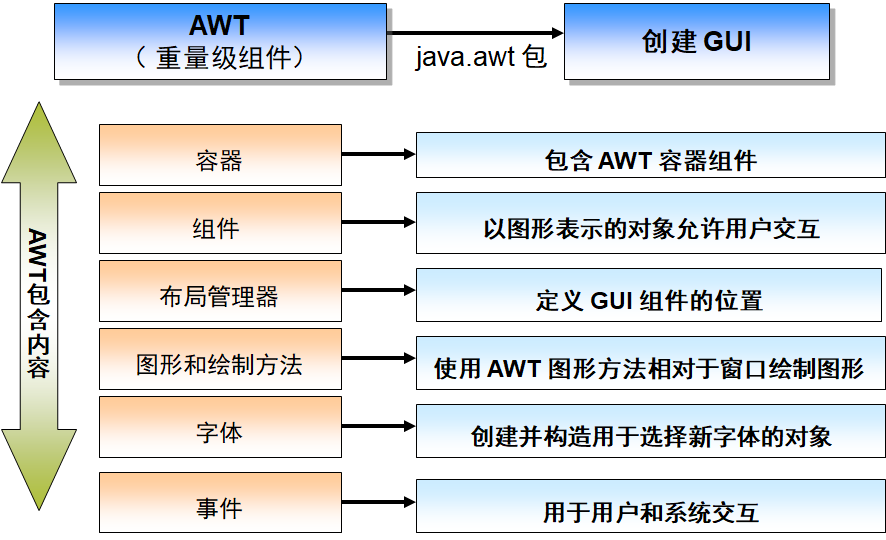 AWT
（ 重量级组件）
java.awt 包
创建 GUI
AWT包含内容
容器
包含 AWT 容器组件
组件
以图形表示的对象允许用户交互
布局管理器
定义 GUI 组件的位置
图形和绘制方法
使用 AWT 图形方法相对于窗口绘制图形
字体
创建并构造用于选择新字体的对象
事件
用于用户和系统交互